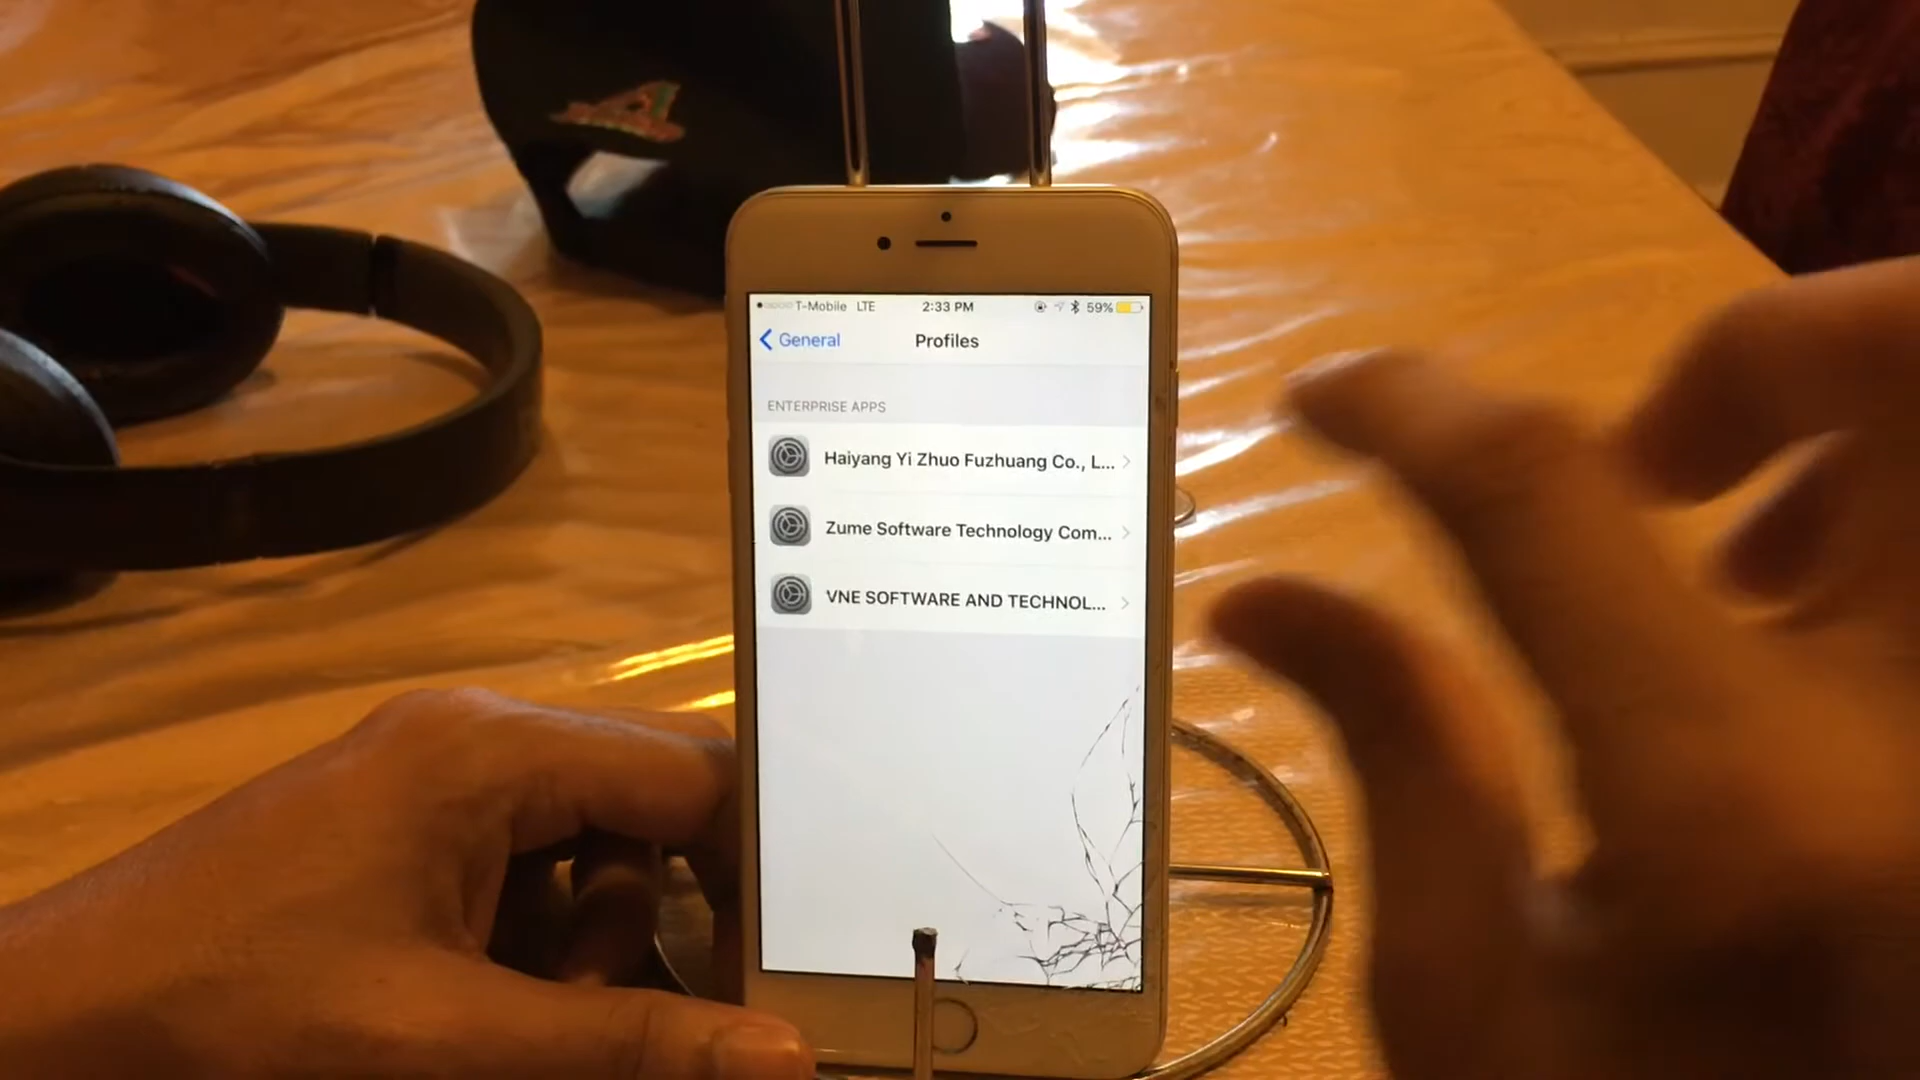 T-Mobile LTE 2:33 PM 59%
General Profiles
ENTERPRISE APPS
Haiyang Yi Zhuo Fuzhuang Co., L...
Zume Software Technology Com...
VNE SOFTWARE AND TECHNOL...